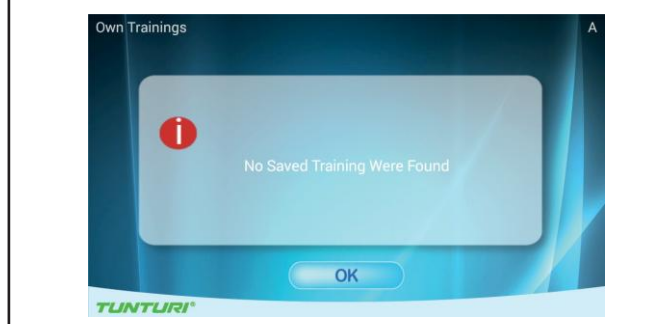 Own Trainings A
i
No Saved Training Were Found
OK
TUNTURI®